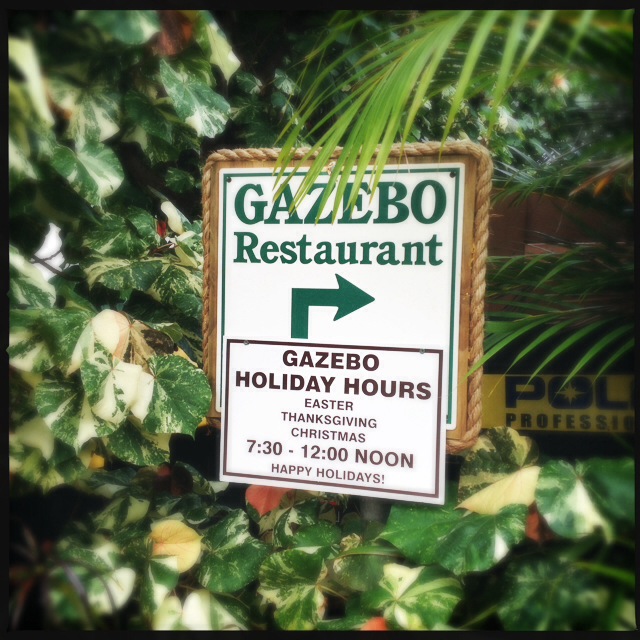 GAZEBO
Restaurant
GAZEBO
HOLIDAY HOURS
EASTER
THANKSGIVING
CHRISTMAS
7:30 - 12:00 NOON
HAPPY HOLIDAYS!